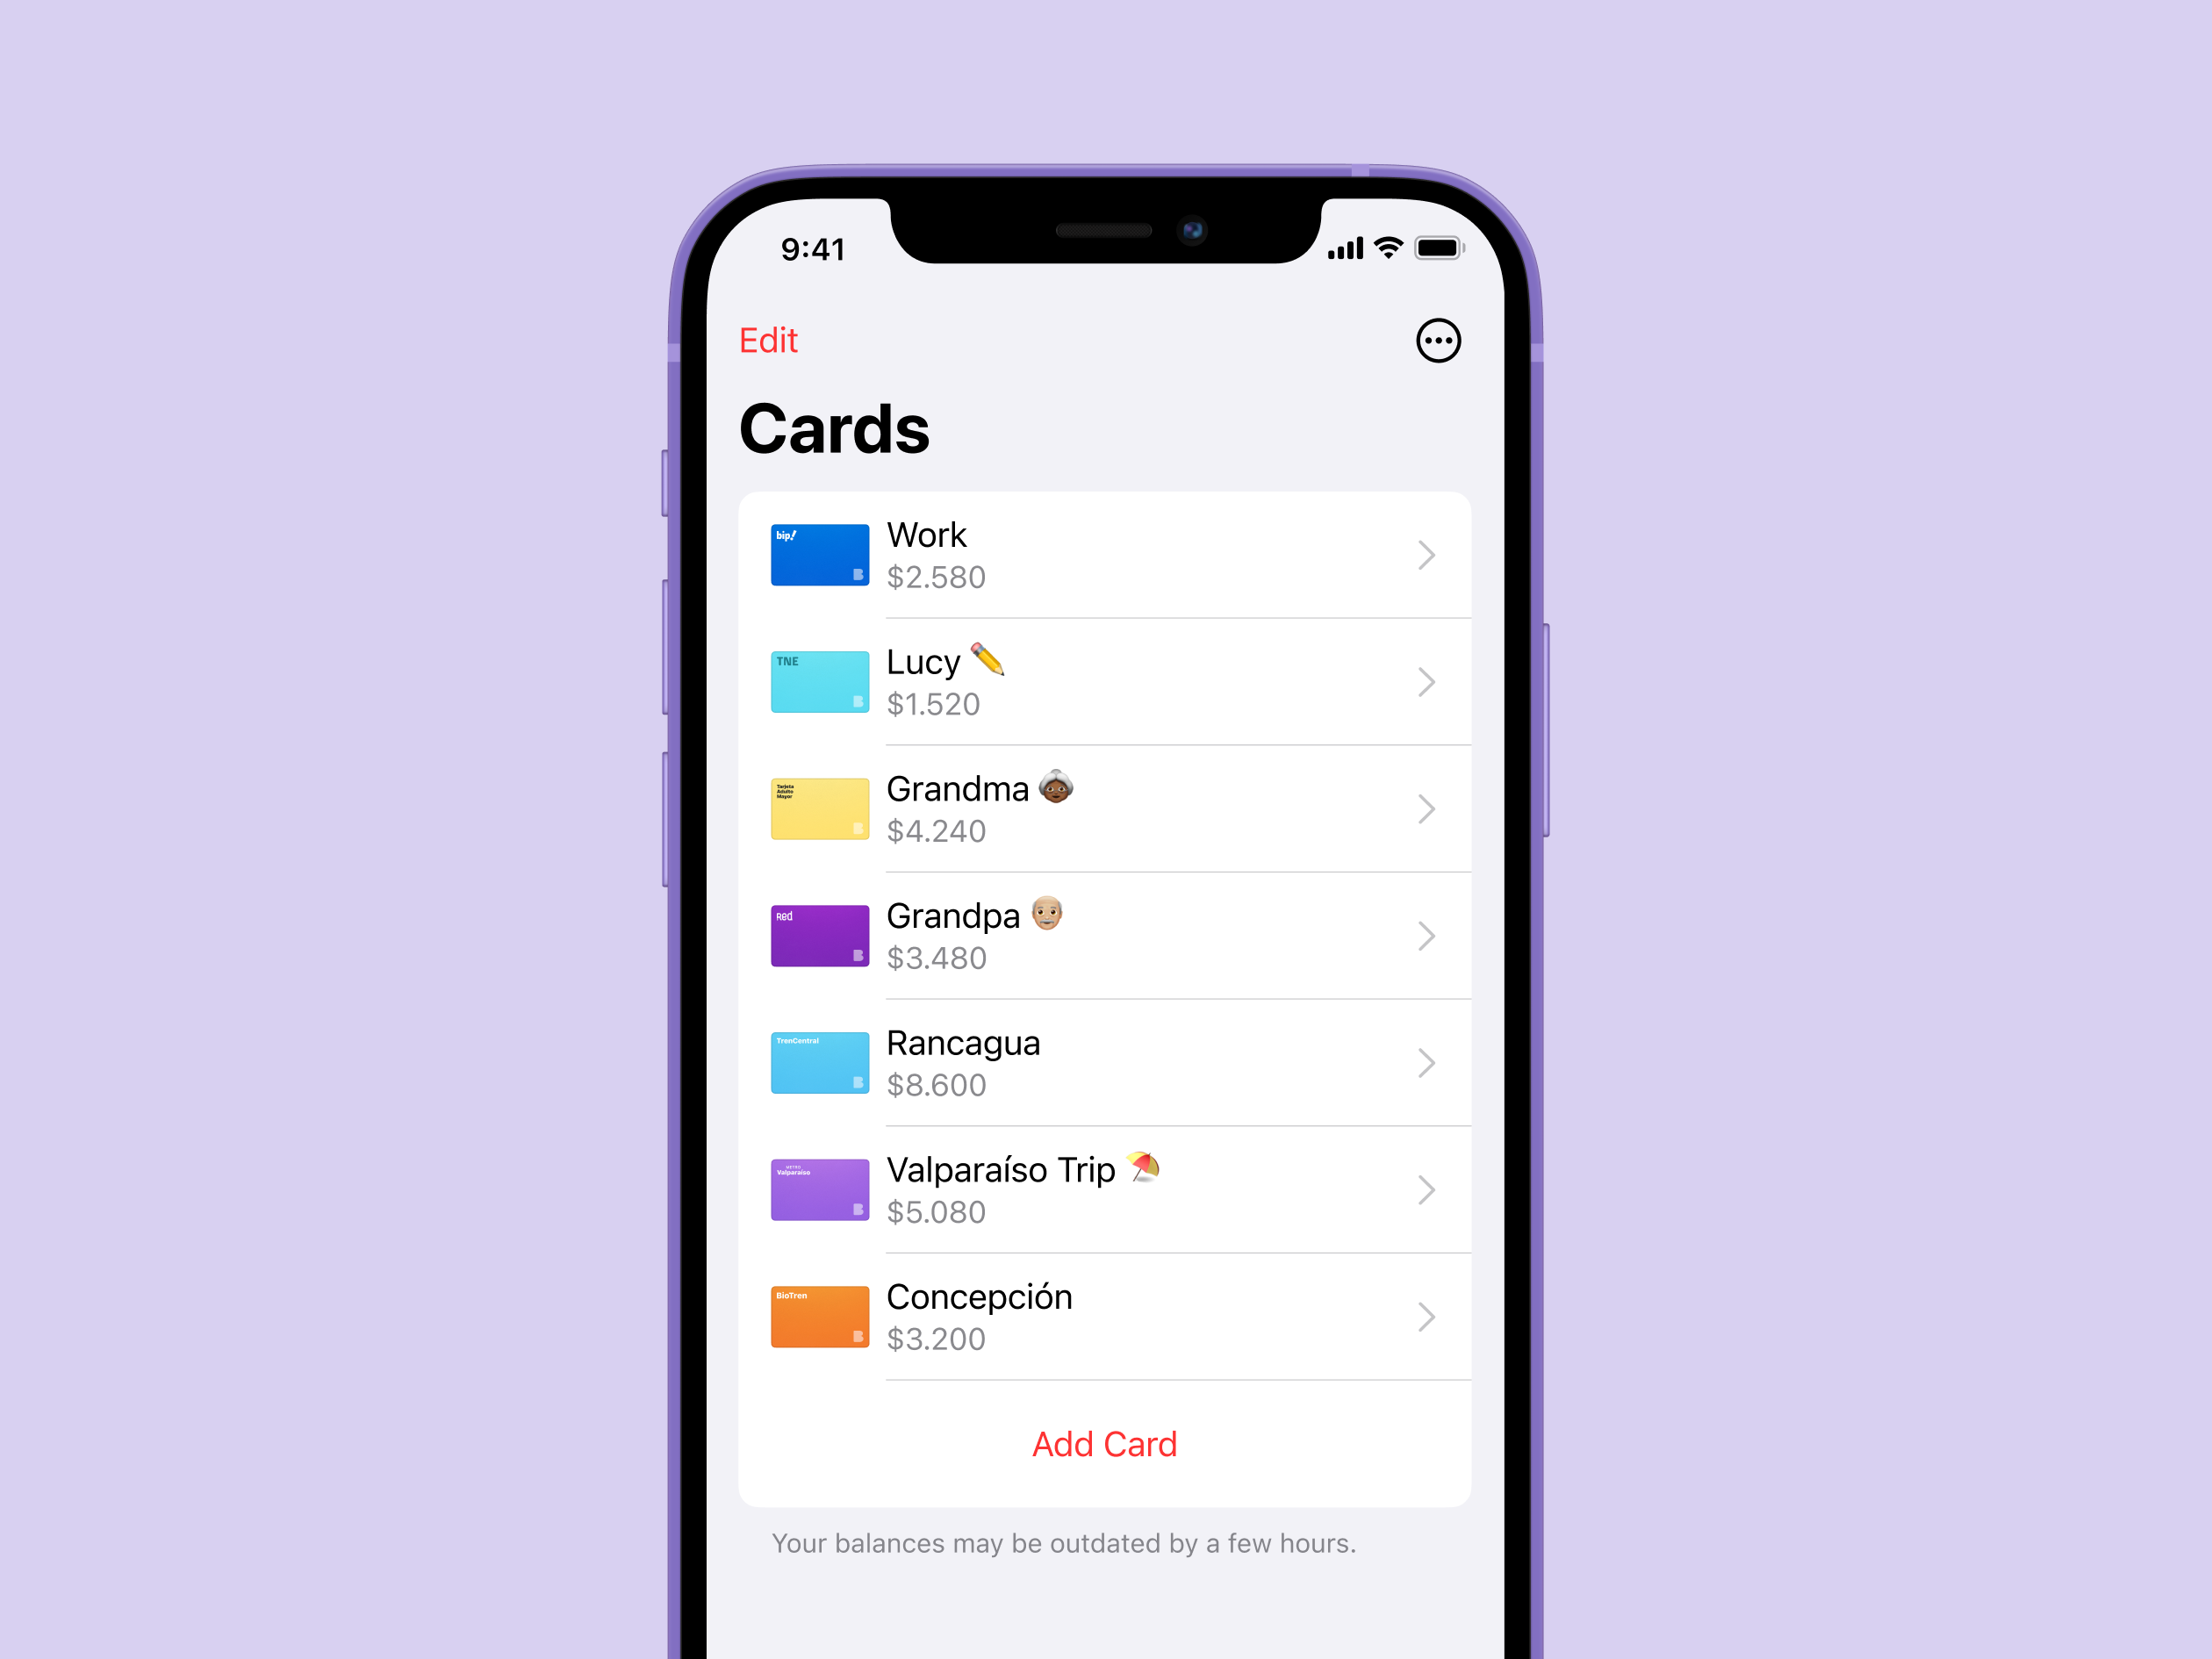 9:41
Edit
Cards
bip!
Work
$2.580
TNE
Lucy ✏️
$1.520
Tarjeta
Adulto
Mayor
Grandma 👵🏾
$4.240
Red
Grandpa 👴🏼
$3.480
TrenCentral
Rancagua
$8.600
METRO
Valparaíso
Valparaíso Trip ⛱️
$5.080
BioTren
Concepción
$3.200
Add Card
Your balances may be outdated by a few hours.